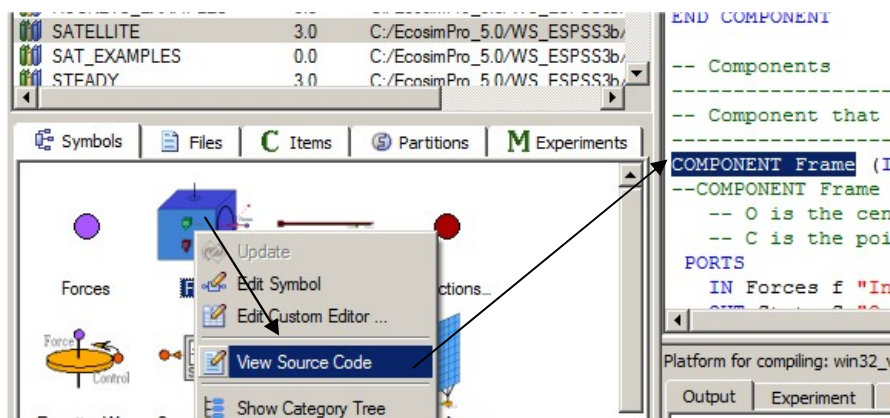 SATELLITE 3.0 C:/EcosimPro_5.0/WS_ESPSS3b/
SAT_EXAMPLES 0.0 C:/EcosimPro_5.0/WS_ESPSS3b/
STEADY 3.0 C:/EcosimPro_5.0/WS_ESPSS3b/
Symbols Files C Items S Partitions M Experiments
Forces
Update
Edit Symbol
Edit Custom Editor ...
View Source Code
Show Category Tree
ctions_
Force
Control
END COMPONENT
-- Components
-- Component that
COMPONENT Frame (I
--COMPONENT Frame
-- O is the cen
-- C is the poi
PORTS
IN Forces f "In
Platform for compiling: win32_v
Output Experiment